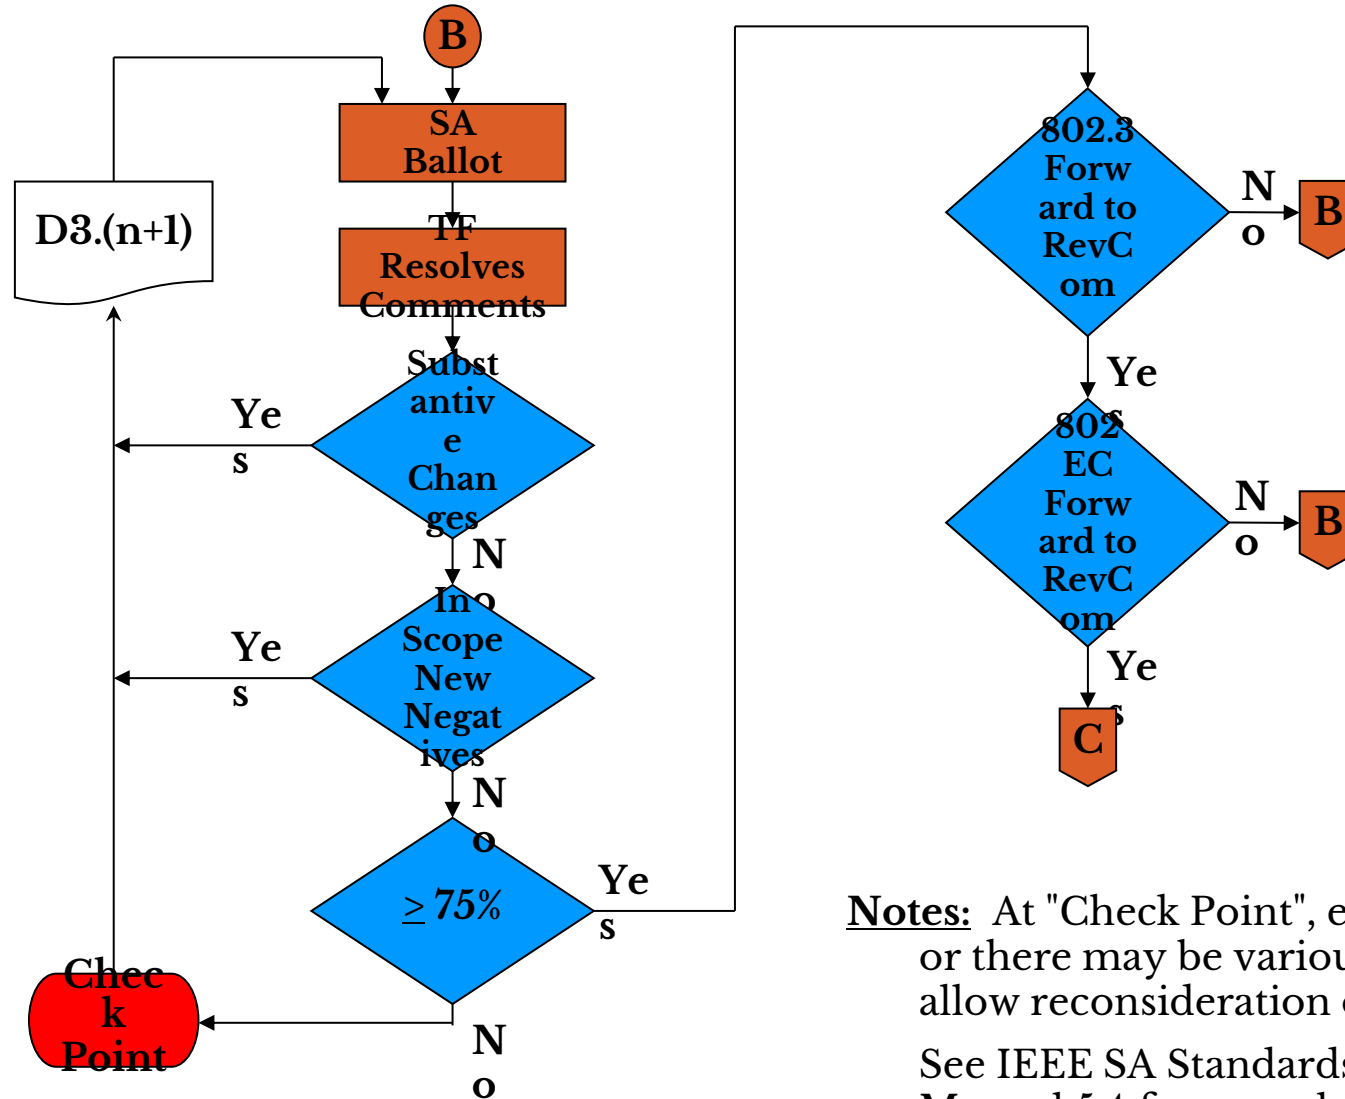 B
SA
Ballot
D3.(n+1)
TF
Resolves
Comments
Subst
antiv
e
Chan
ges
Ye
s
N
o
In
Scope
New
Negat
ives
Ye
s
N
o
≥ 75%
Ye
s
N
o
Chec
k
Point
802.3
Forw
ard to
RevC
om
N
o
B
Ye
s
802
EC
Forw
ard to
RevC
om
N
o
B
Ye
s
C
Notes: At "Check Point", e
or there may be variou
allow reconsideration
See IEEE SA Standards